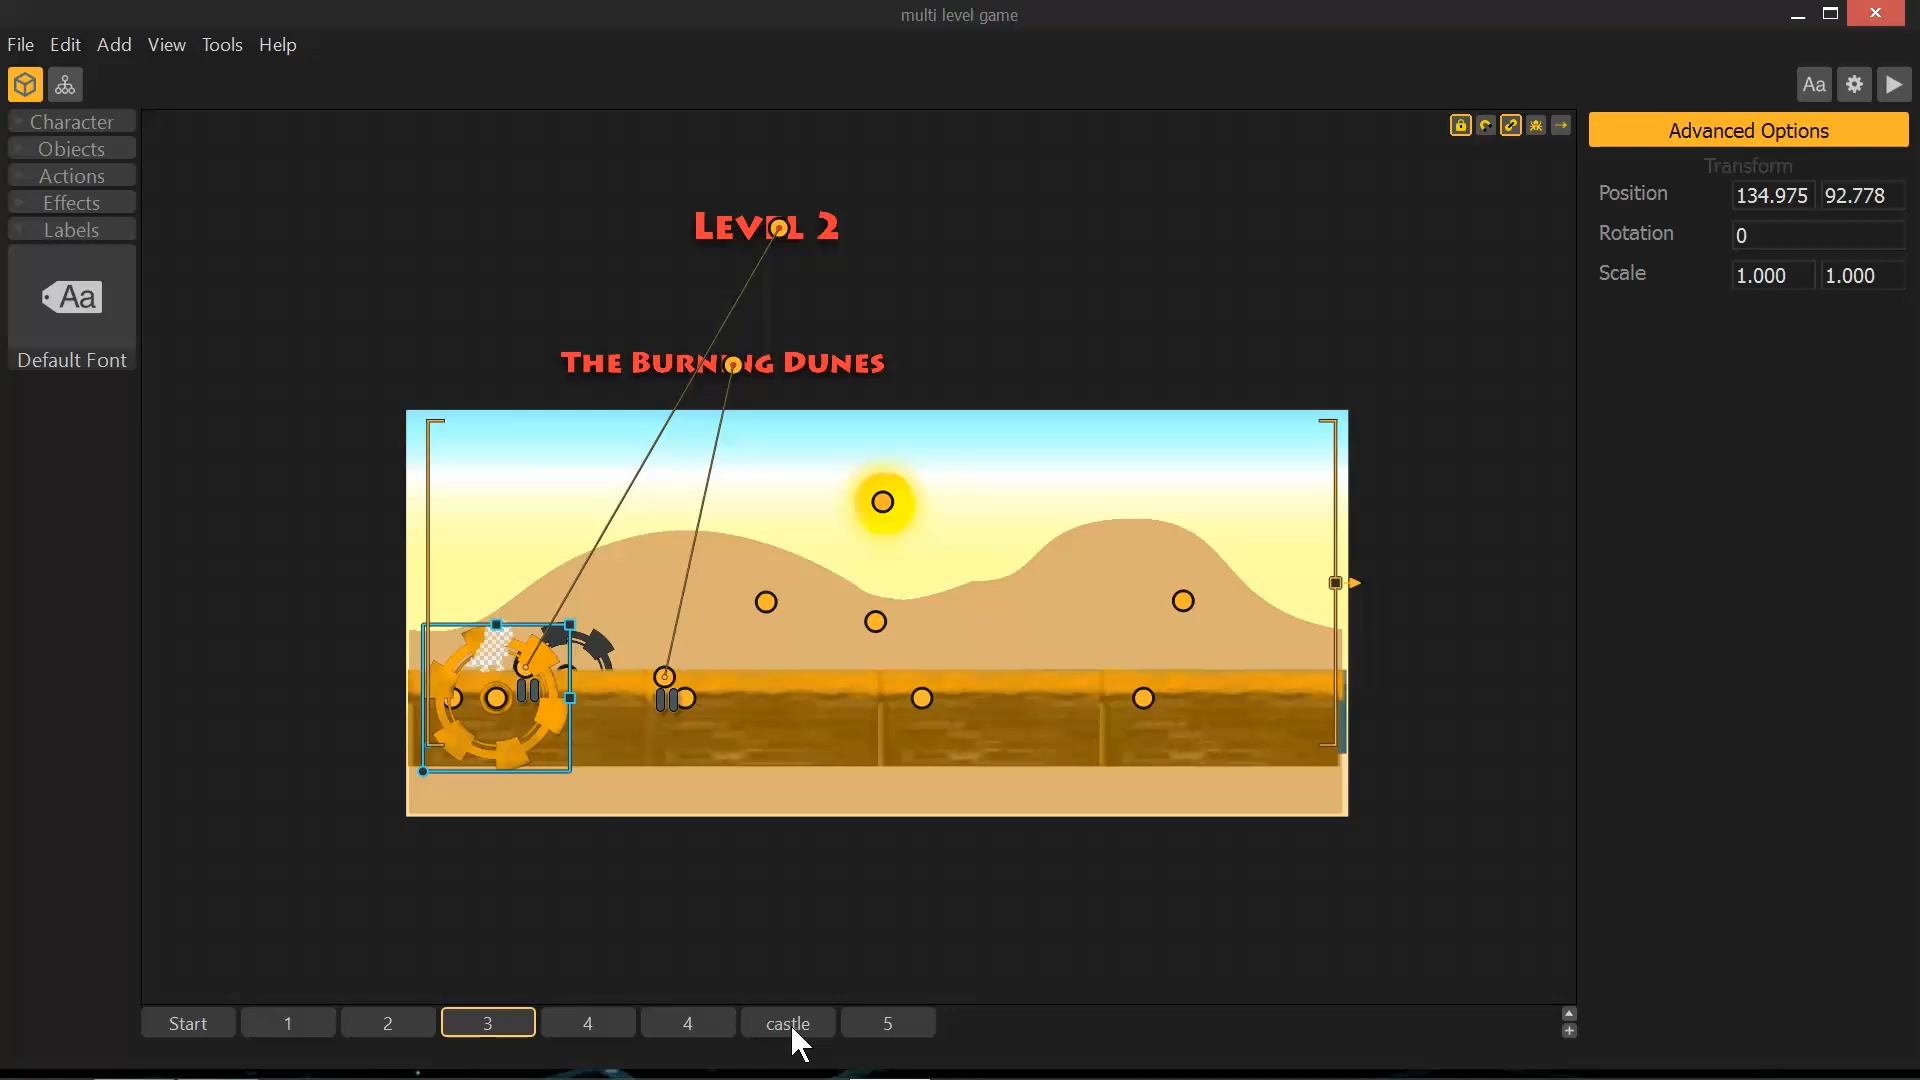 multi level game
File Edit Add View Tools Help
Aa
Character
Objects
Actions
Effects
Labels
Aa
Default Font
LEVEL 2
THE BURNING DUNES
Advanced Options
Transform
Position 134.975 92.778
Rotation 0
Scale 1.000 1.000
Start 1 2 3 4 4 castle 5